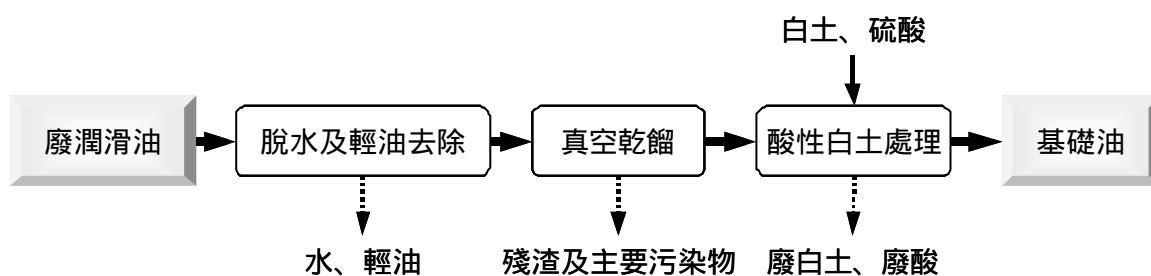 白土、硫酸
廢潤滑油
脫水及輕油去除
真空乾餾
酸性白土處理
基礎油
水、輕油
殘渣及主要污染物
廢白土、廢酸